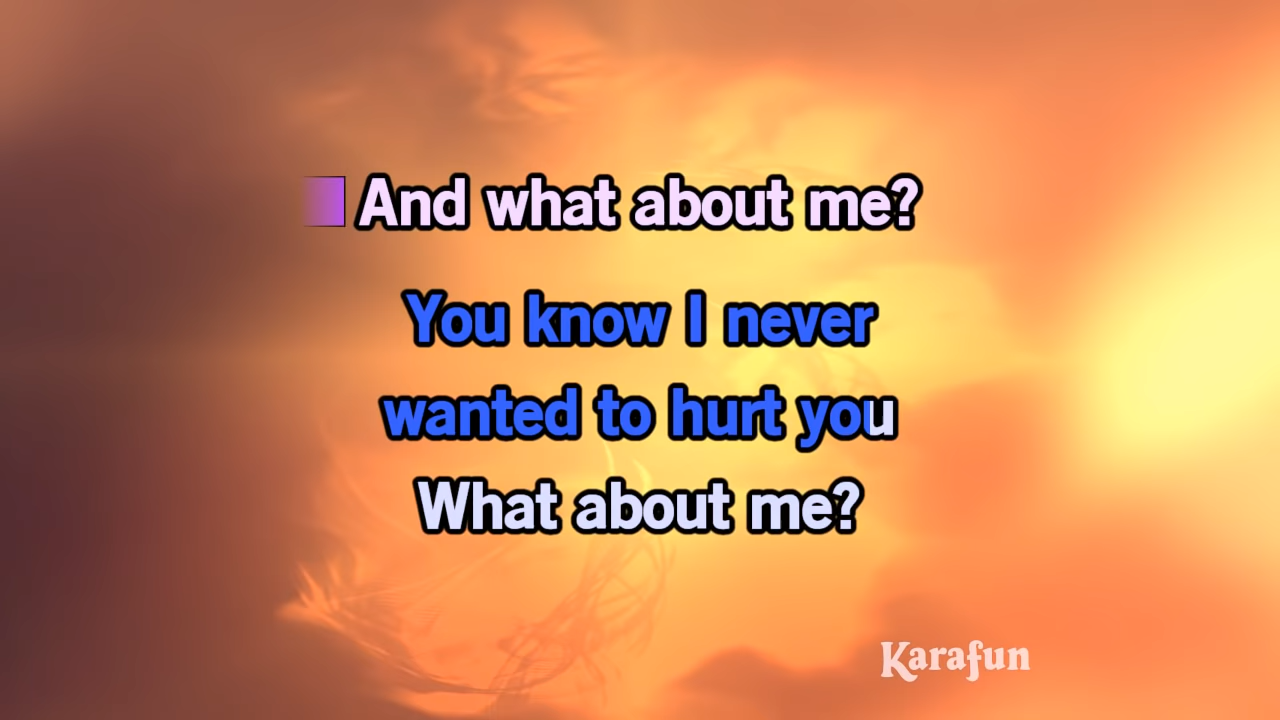 And what about me?
You know I never
wanted to hurt you
What about me?
Karafun